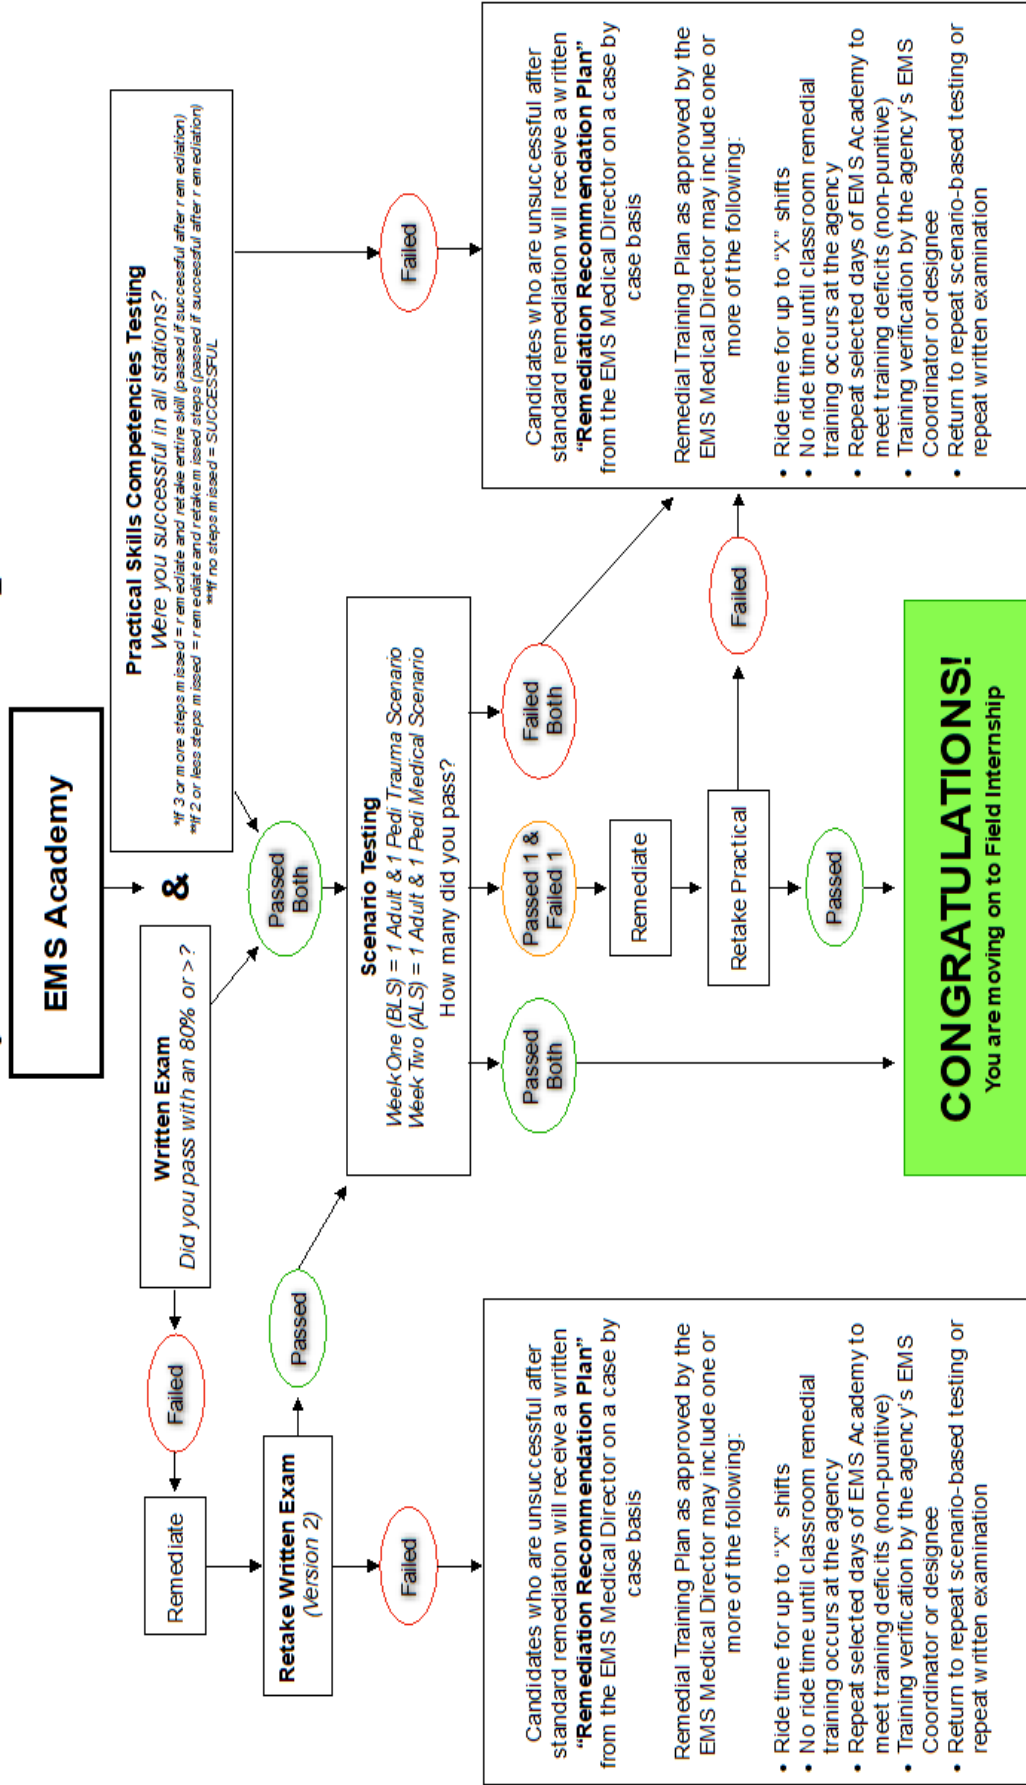 EMS Academy
&
Written Exam
Did you pass with an 80% or >?
Practical Skills Competencies Testing
Were you successful in all stations?
*If 3 or more steps missed = remediate and retake entire skill (passed if successful after remediation)
**If 2 or less steps missed = remediate and retake missed steps (passed if successful after remediation)
***If no steps missed = SUCCESSFUL
Failed
Remediate
Retake Written Exam
(Version 2)
Passed
Failed
Passed
Both
Failed
Scenario Testing
Week One (BLS) = 1 Adult & 1 Pedi Trauma Scenario
Week Two (ALS) = 1 Adult & 1 Pedi Medical Scenario
How many did you pass?
Passed
Both
Passed 1 &
Failed 1
Failed
Both
Remediate
Retake Practical
Failed
Passed
Candidates who are unsuccessful after
standard remediation will receive a written
“Remediation Recommendation Plan”
from the EMS Medical Director on a case by
case basis
Remedial Training Plan as approved by the
EMS Medical Director may include one or
more of the following:
• Ride time for up to “X” shifts
• No ride time until classroom remedial
training occurs at the agency
• Repeat selected days of EMS Academy to
meet training deficits (non-punitive)
• Training verification by the agency’s EMS
Coordinator or designee
• Return to repeat scenario-based testing or
repeat written examination
CONGRATULATIONS!
You are moving on to Field Internship
Candidates who are unsuccessful after
standard remediation will receive a written
“Remediation Recommendation Plan”
from the EMS Medical Director on a case by
case basis
Remedial Training Plan as approved by the
EMS Medical Director may include one or
more of the following:
• Ride time for up to “X” shifts
• No ride time until classroom remedial
training occurs at the agency
• Repeat selected days of EMS Academy to
meet training deficits (non-punitive)
• Training verification by the agency’s EMS
Coordinator or designee
• Return to repeat scenario-based testing or
repeat written examination